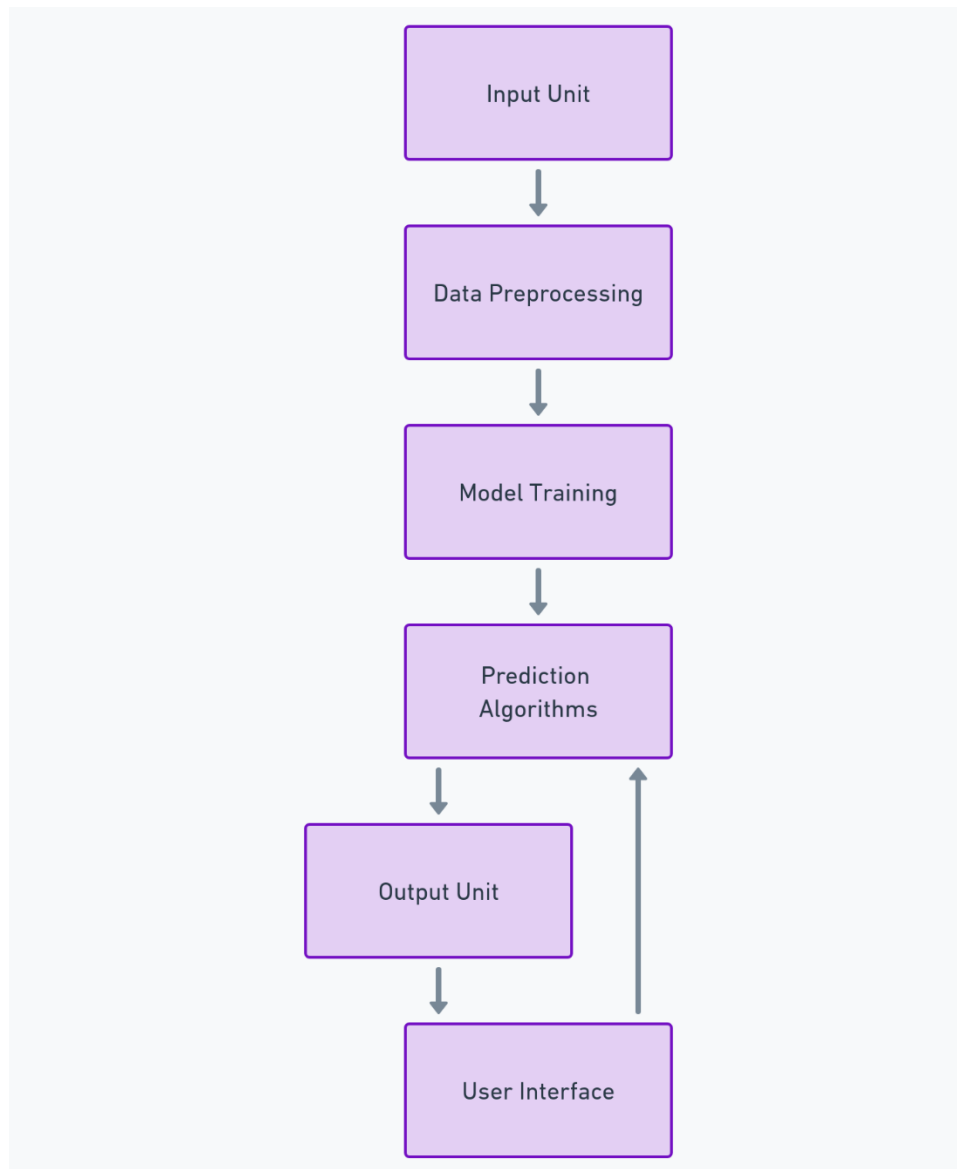 Input Unit
Data Preprocessing
Model Training
Prediction
Algorithms
Output Unit
User Interface